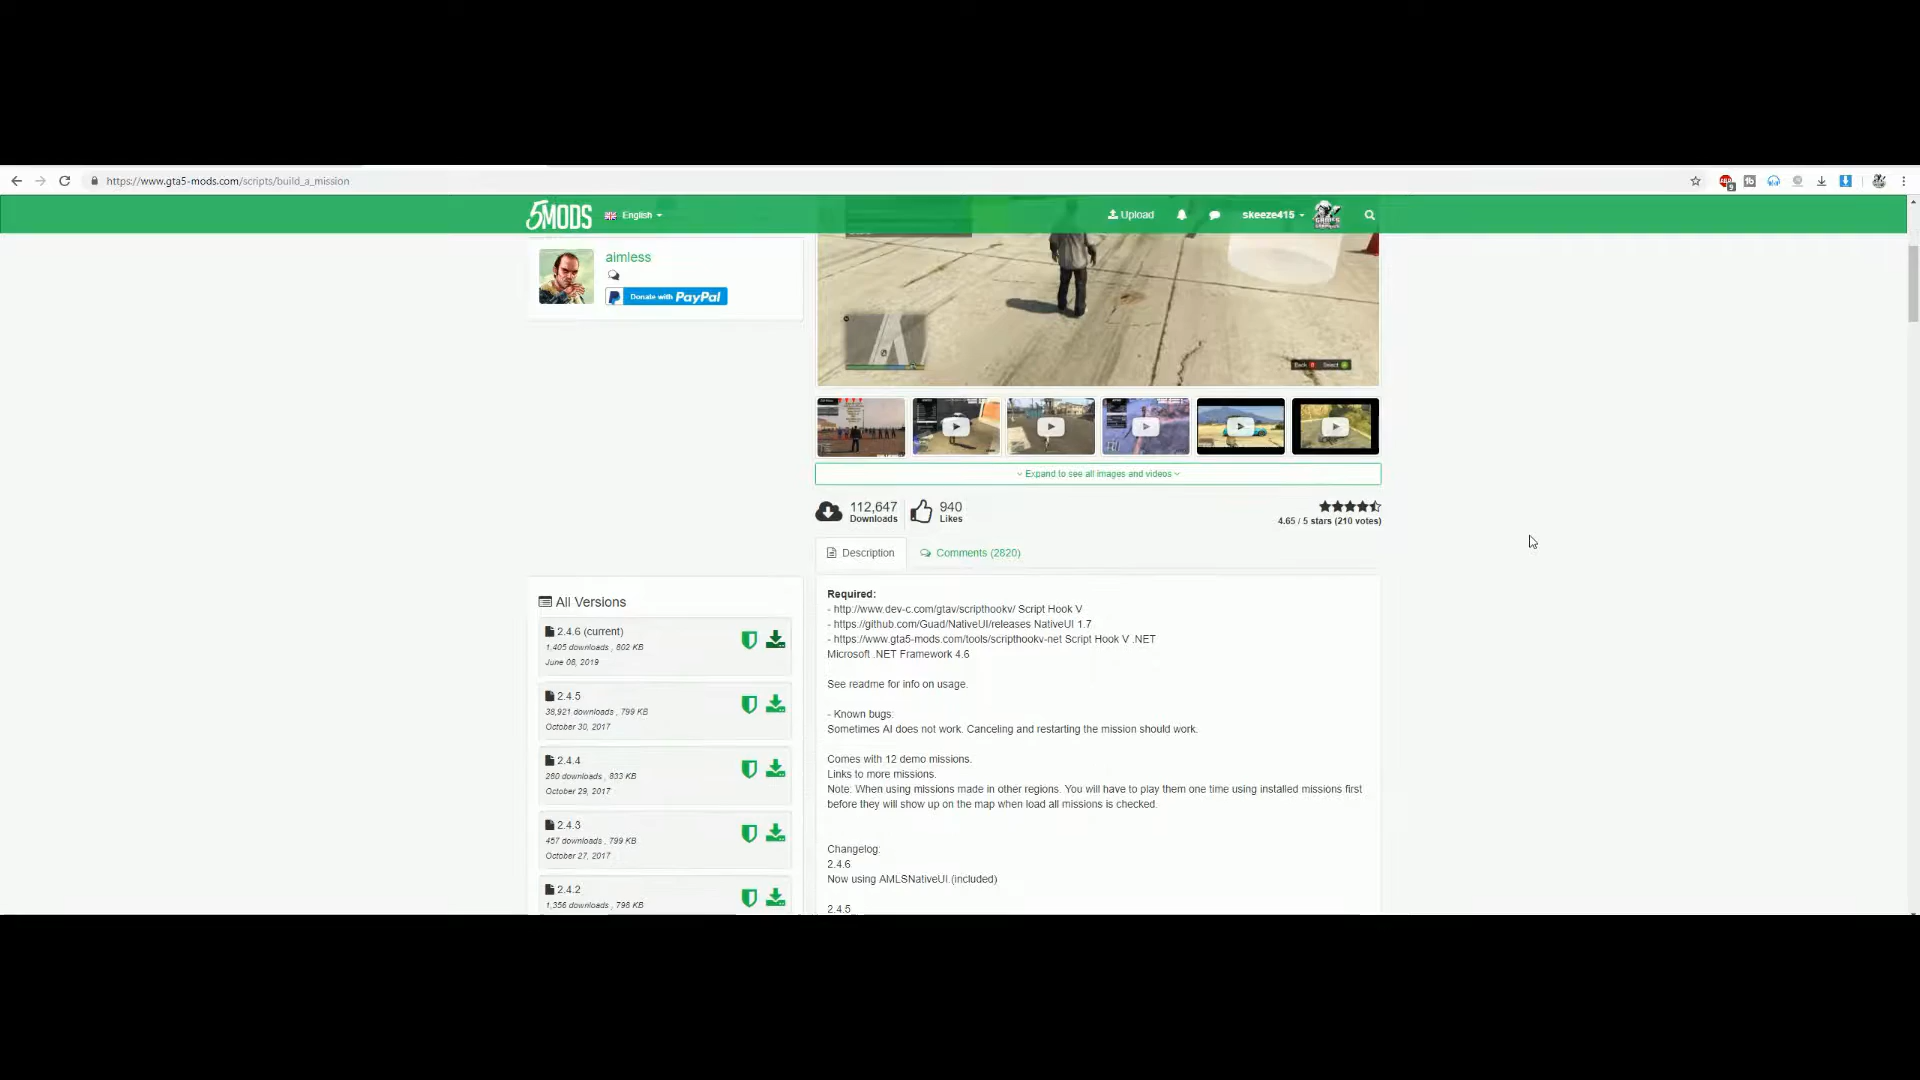 https://www.gta5-mods.com/scripts/build_a_mission
5MODS
English
Upload
skeeze415
aimless
Donate with PayPal
Back
Select
Expand to see all images and videos
112,647
Downloads
940
Likes
4.65 / 5 stars (210 votes)
Description
Comments (2820)
All Versions
2.4.6 (current)
1,405 downloads , 802 KB
June 08, 2019
2.4.5
38,921 downloads , 799 KB
October 30, 2017
2.4.4
260 downloads , 833 KB
October 29, 2017
2.4.3
457 downloads , 799 KB
October 27, 2017
2.4.2
1,356 downloads , 798 KB
Required:
- http://www.dev-c.com/gtav/scripthookv/ Script Hook V
- https://github.com/Guad/NativeUI/releases NativeUI 1.7
- https://www.gta5-mods.com/tools/scripthookv-net Script Hook V .NET
Microsoft .NET Framework 4.6
See readme for info on usage.
- Known bugs:
Sometimes AI does not work. Canceling and restarting the mission should work.
Comes with 12 demo missions.
Links to more missions.
Note: When using missions made in other regions. You will have to play them one time using installed missions first
before they will show up on the map when load all missions is checked.
Changelog:
2.4.6
Now using AMLSNativeUI.(included)
2.4.5